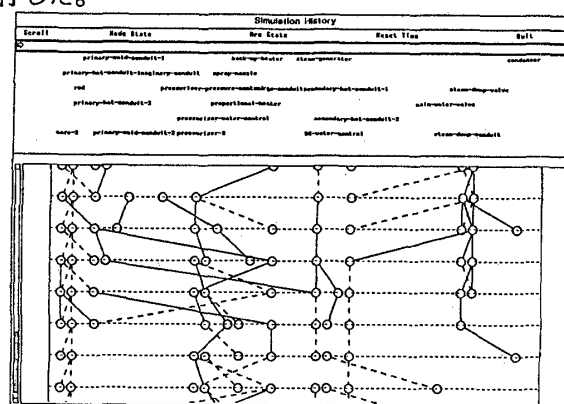 行した。
Simulation History
Scroll Node State Arc State Reset Time Quit
primary-cold-conduit-1 back-up-heater steam-generator condenser
primary-hot-conduit-imaginary-conduit spray-nozzle
rod secondary-hot-conduit-1 steam-dump-valve
primary-hot-conduit-2 proportional-heater main-water-valve
pressurizer-water-control secondary-hot-conduit-2
core-2 primary-cold-conduit-2 pressurizer-2 SG-water-control steam-dump-conduit